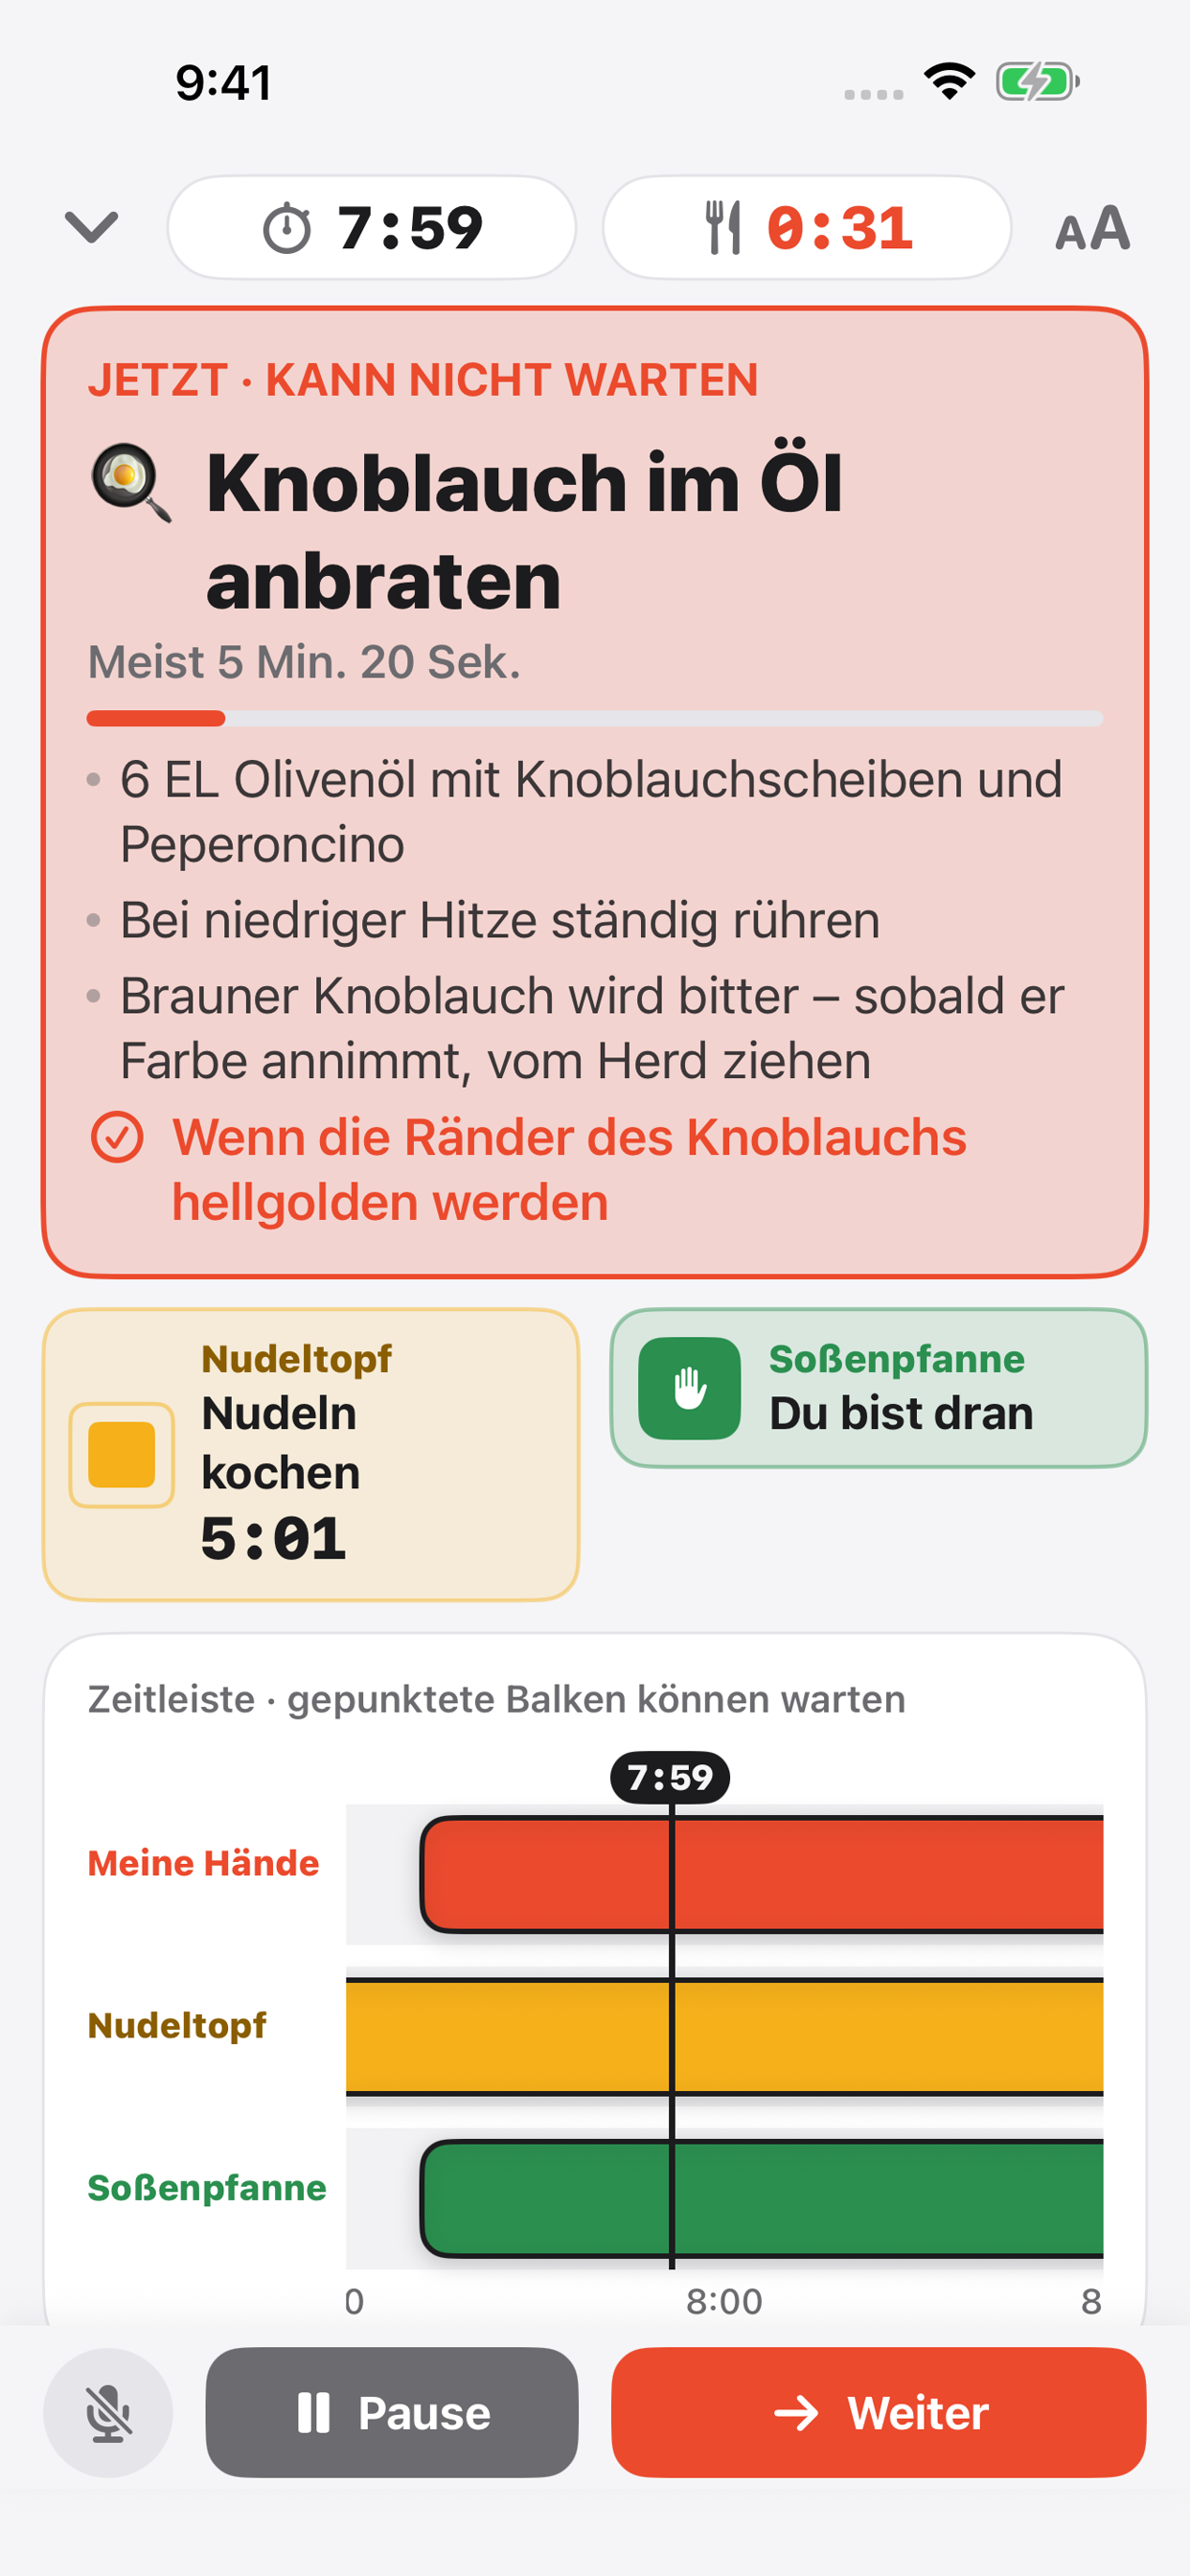 9:41
7:59
0:31
AA
JETZT · KANN NICHT WARTEN
Knoblauch im Öl
anbraten
Meist 5 Min. 20 Sek.
• 6 EL Olivenöl mit Knoblauchscheiben und
Peperoncino
• Bei niedriger Hitze ständig rühren
• Brauner Knoblauch wird bitter – sobald er
Farbe annimmt, vom Herd ziehen
Wenn die Ränder des Knoblauchs
hellgolden werden
Nudeltopf
Nudeln
kochen
5:01
Soßenpfanne
Du bist dran
Zeitleiste · gepunktete Balken können warten
7:59
Meine Hände
Nudeltopf
Soßenpfanne
0
8:00
8
Pause
Weiter